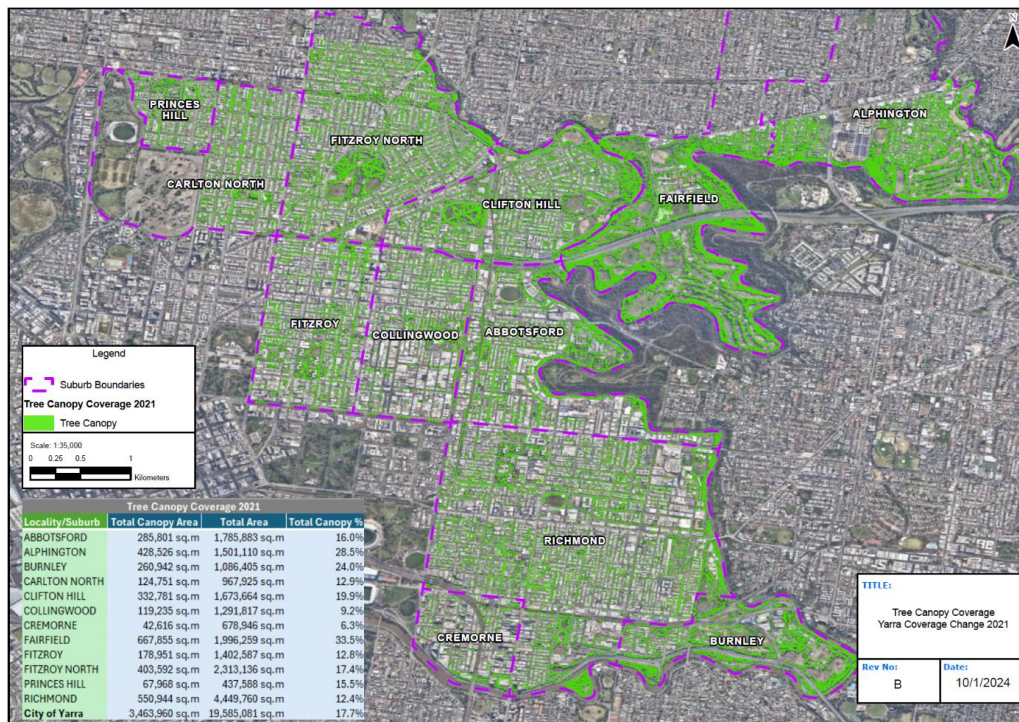 N
PRINCES
HILL
ALPHINGTON
FITZROY NORTH
CARLTON NORTH
CLIFTON HILL
FAIRFIELD
FITZROY
COLLINGWOOD
ABBOTSFORD
RICHMOND
CREMORNE
BURNLEY
Legend
Suburb Boundaries
Tree Canopy Coverage 2021
Tree Canopy
Scale: 1:35,000
0 0.25 0.5 1
Kilometers
Tree Canopy Coverage 2021
Locality/Suburb Total Canopy Area Total Area Total Canopy %
ABBOTSFORD 285,801 sq.m 1,785,883 sq.m 16.0%
ALPHINGTON 428,526 sq.m 1,501,110 sq.m 28.5%
BURNLEY 260,942 sq.m 1,086,405 sq.m 24.0%
CARLTON NORTH 124,751 sq.m 967,925 sq.m 12.9%
CLIFTON HILL 332,781 sq.m 1,673,664 sq.m 19.9%
COLLINGWOOD 119,235 sq.m 1,291,817 sq.m 9.2%
CREMORNE 42,616 sq.m 678,946 sq.m 6.3%
FAIRFIELD 667,855 sq.m 1,996,259 sq.m 33.5%
FITZROY 178,951 sq.m 1,402,587 sq.m 12.8%
FITZROY NORTH 403,592 sq.m 2,313,136 sq.m 17.4%
PRINCES HILL 67,968 sq.m 437,588 sq.m 15.5%
RICHMOND 550,944 sq.m 4,449,760 sq.m 12.4%
City of Yarra 3,463,960 sq.m 19,585,081 sq.m 17.7%
TITLE:
Tree Canopy Coverage
Yarra Coverage Change 2021
Rev No:
B
Date:
10/1/2024